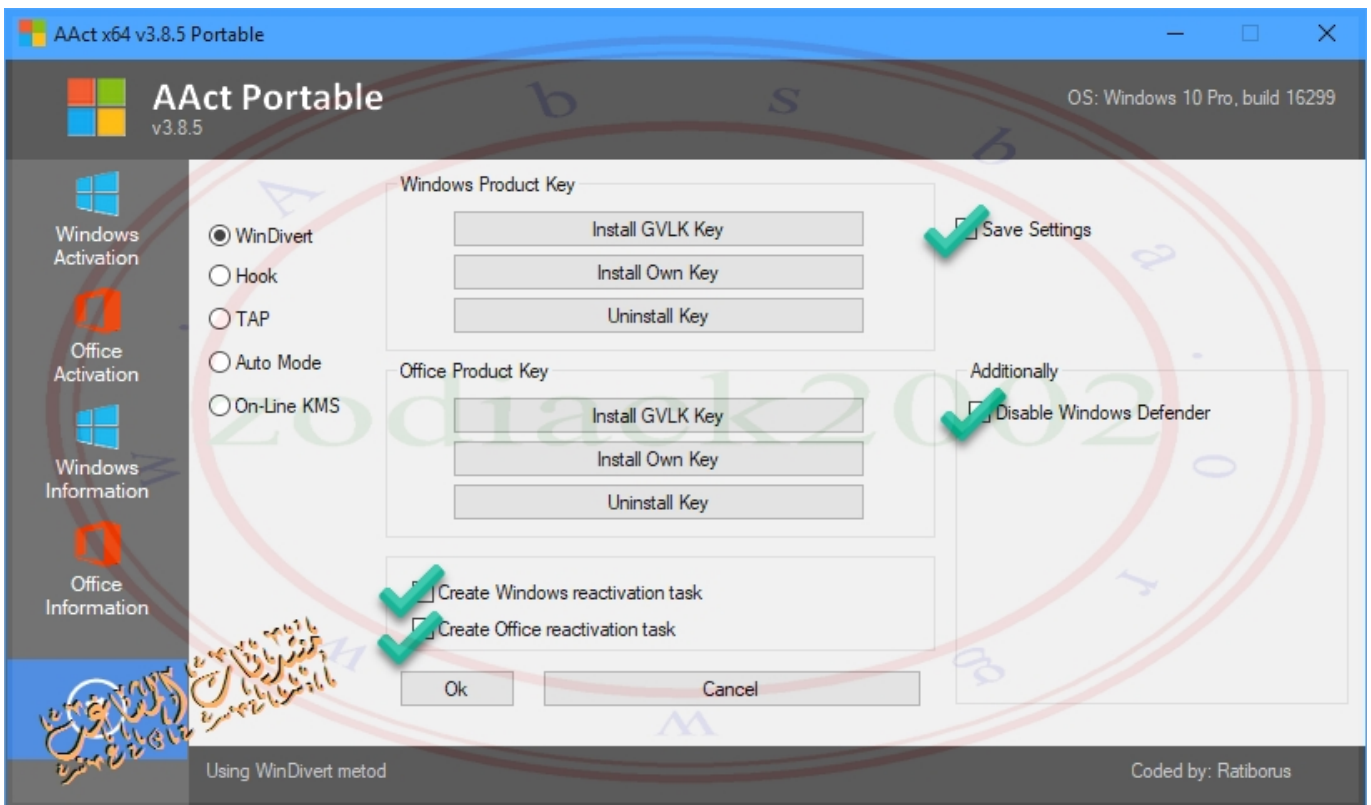 AAct x64 v3.8.5 Portable
AAct Portable
v3.8.5
OS: Windows 10 Pro, build 16299
Windows
Activation
Office
Activation
Windows
Information
Office
Information
WinDivert
Hook
TAP
Auto Mode
On-Line KMS
Windows Product Key
Install GVLK Key
Install Own Key
Uninstall Key
Office Product Key
Install GVLK Key
Install Own Key
Uninstall Key
Create Windows reactivation task
Create Office reactivation task
Ok
Cancel
Save Settings
Additionally
Disable Windows Defender
zodiack2002
Using WinDivert metod
Coded by: Ratiborus